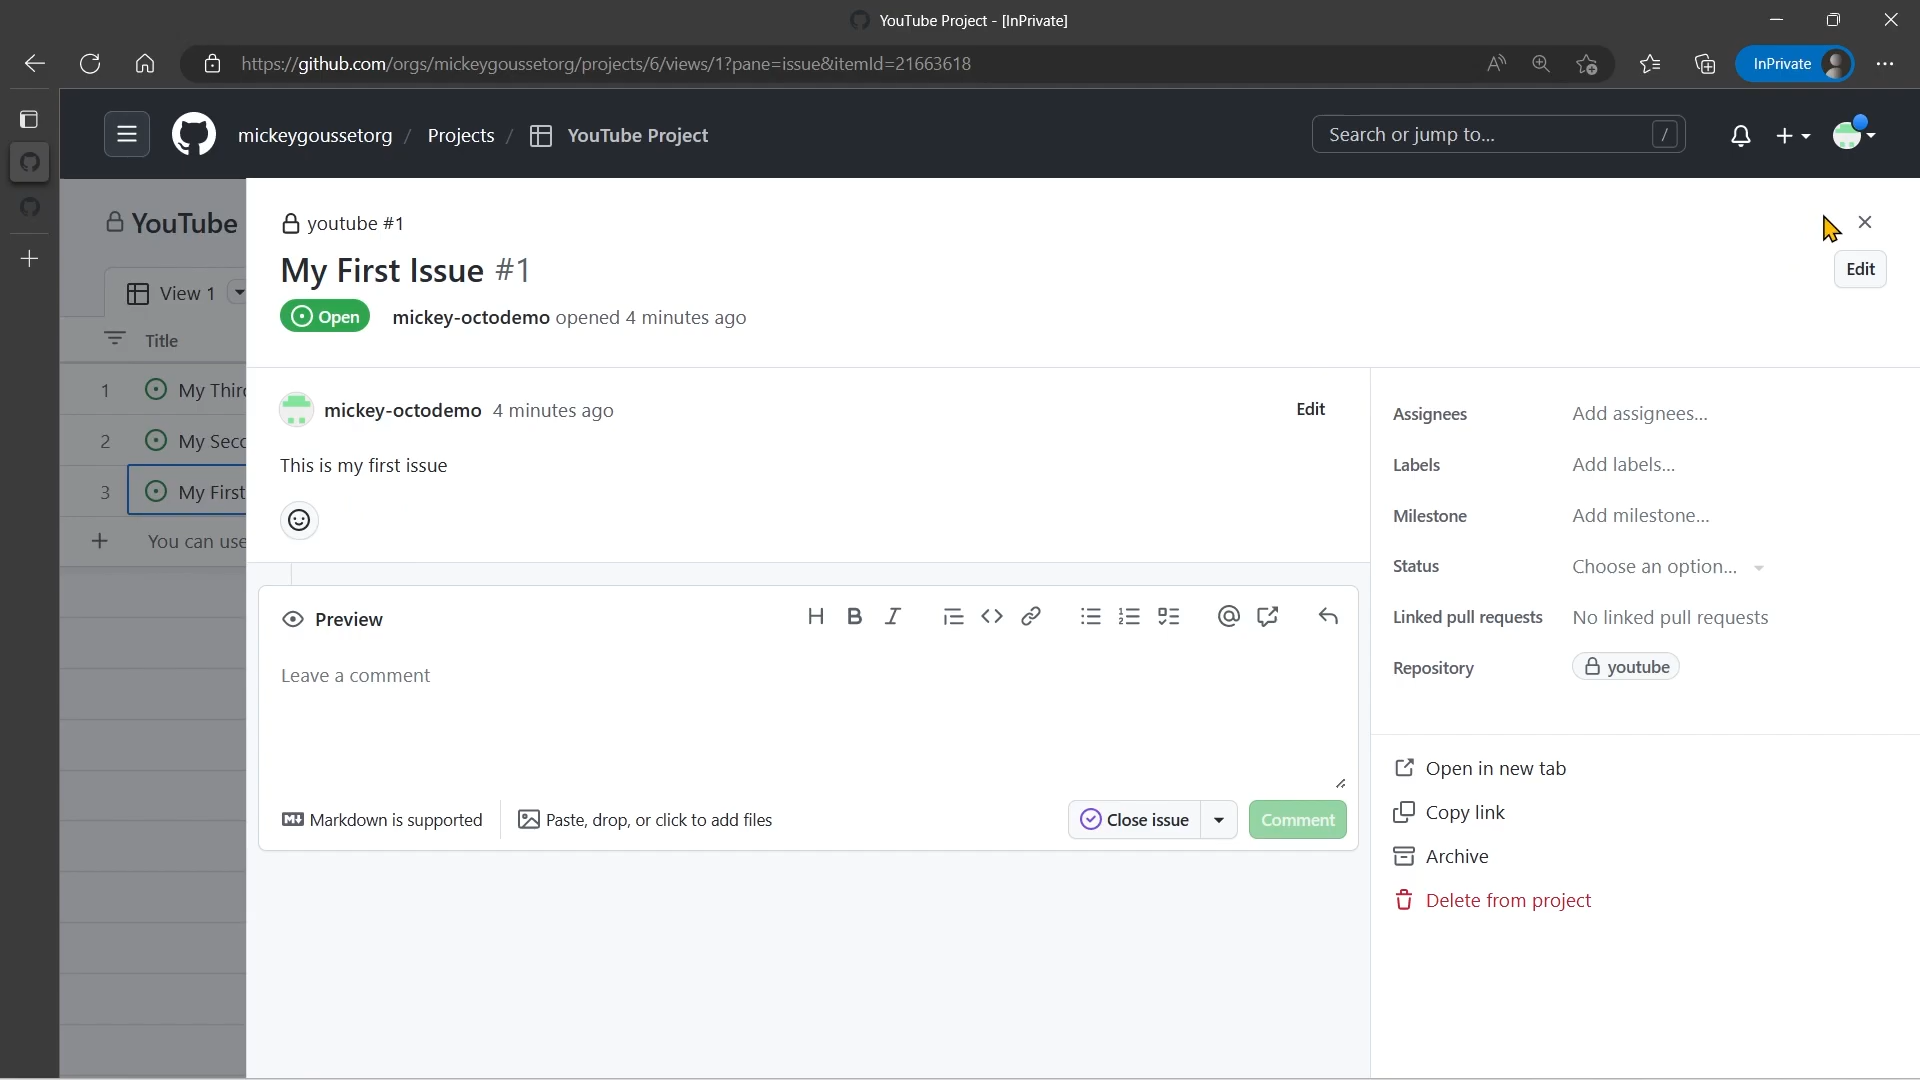 YouTube Project - [InPrivate]
https://github.com/orgs/mickeygoussetorg/projects/6/views/1?pane=issue&itemId=21663618
A
InPrivate
mickeygoussetorg / Projects / YouTube Project
Search or jump to... /
YouTube
View 1
Title
1 My Thir
2 My Seco
3 My First
You can use
youtube #1
My First Issue #1
Edit
Open mickey-octodemo opened 4 minutes ago
mickey-octodemo 4 minutes ago Edit
This is my first issue
Preview H B I
Leave a comment
Markdown is supported Paste, drop, or click to add files Close issue Comment
Assignees Add assignees...
Labels Add labels...
Milestone Add milestone...
Status Choose an option...
Linked pull requests No linked pull requests
Repository youtube
Open in new tab
Copy link
Archive
Delete from project